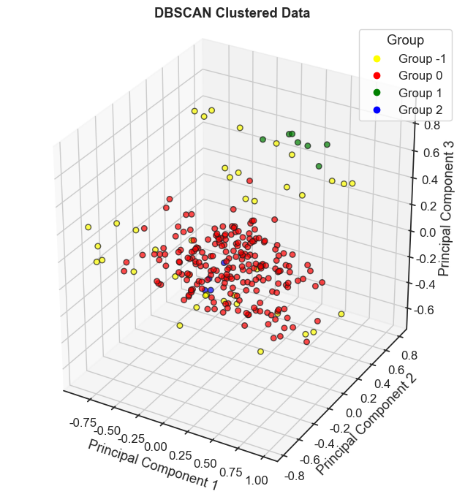 DBSCAN Clustered Data
Group
Group -1
Group 0
Group 1
Group 2
0.8
0.6
0.4
0.2
0.0
-0.2
-0.4
-0.6
Principal Component 3
0.8
0.6
0.4
0.2
0.0
-0.2
-0.4
-0.6
-0.8
Principal Component 2
-0.75
-0.50
-0.25
0.00
0.25
0.50
0.75
1.00
Principal Component 1